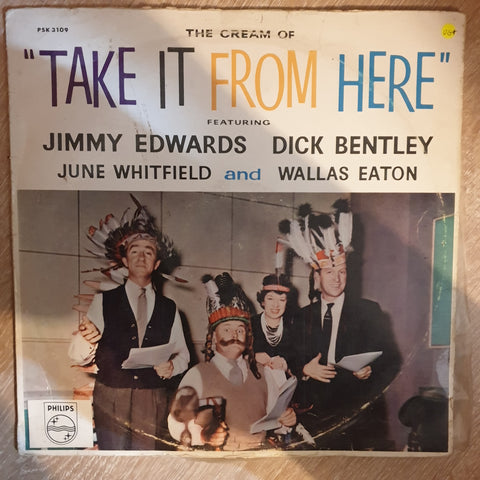 PSK 3109
THE CREAM OF
"TAKE IT FROM HERE"
FEATURING
JIMMY EDWARDS DICK BENTLEY
JUNE WHITFIELD and WALLAS EATON
PHILIPS